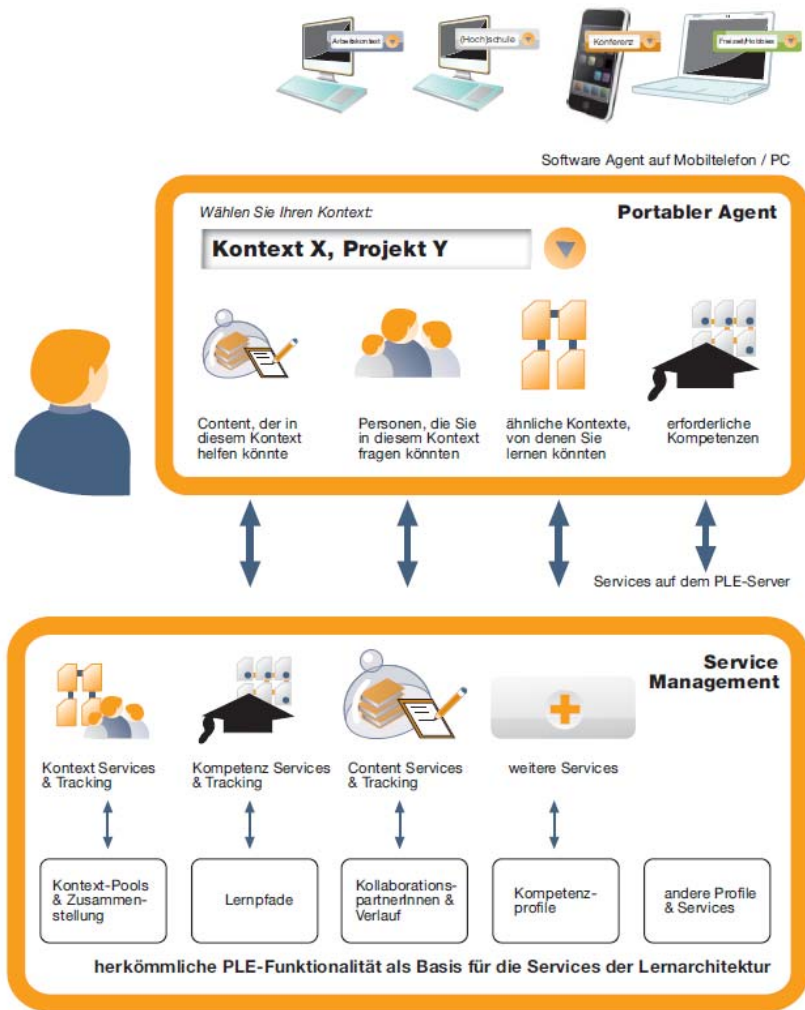 Arbeitskontext
(Hoch)schule
Konferenz
Freizeit/Hobbies
Software Agent auf Mobiltelefon / PC
Wählen Sie Ihren Kontext:
Portabler Agent
Kontext X, Projekt Y
Content, der in
diesem Kontext
helfen könnte
Personen, die Sie
in diesem Kontext
fragen könnten
ähnliche Kontexte,
von denen Sie
lernen könnten
erforderliche
Kompetenzen
Services auf dem PLE-Server
Service
Management
Kontext Services
& Tracking
Kompetenz Services
& Tracking
Content Services
& Tracking
weitere Services
Kontext-Pools
& Zusammen-
stellung
Lernpfade
Kollaborations-
partnerInnen &
Verlauf
Kompetenz-
profile
andere Profile
& Services
herkömmliche PLE-Funktionalität als Basis für die Services der Lernarchitektur